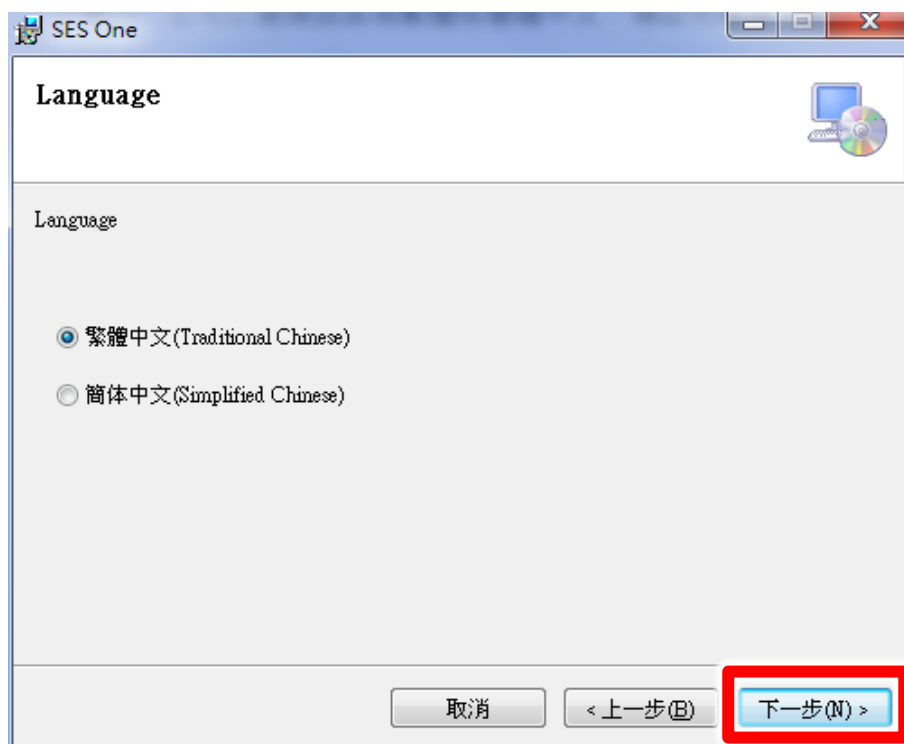 SES One
Language
Language
繁體中文(Traditional Chinese)
簡体中文(Simplified Chinese)
取消
<上一步(B)
下一步(N) >